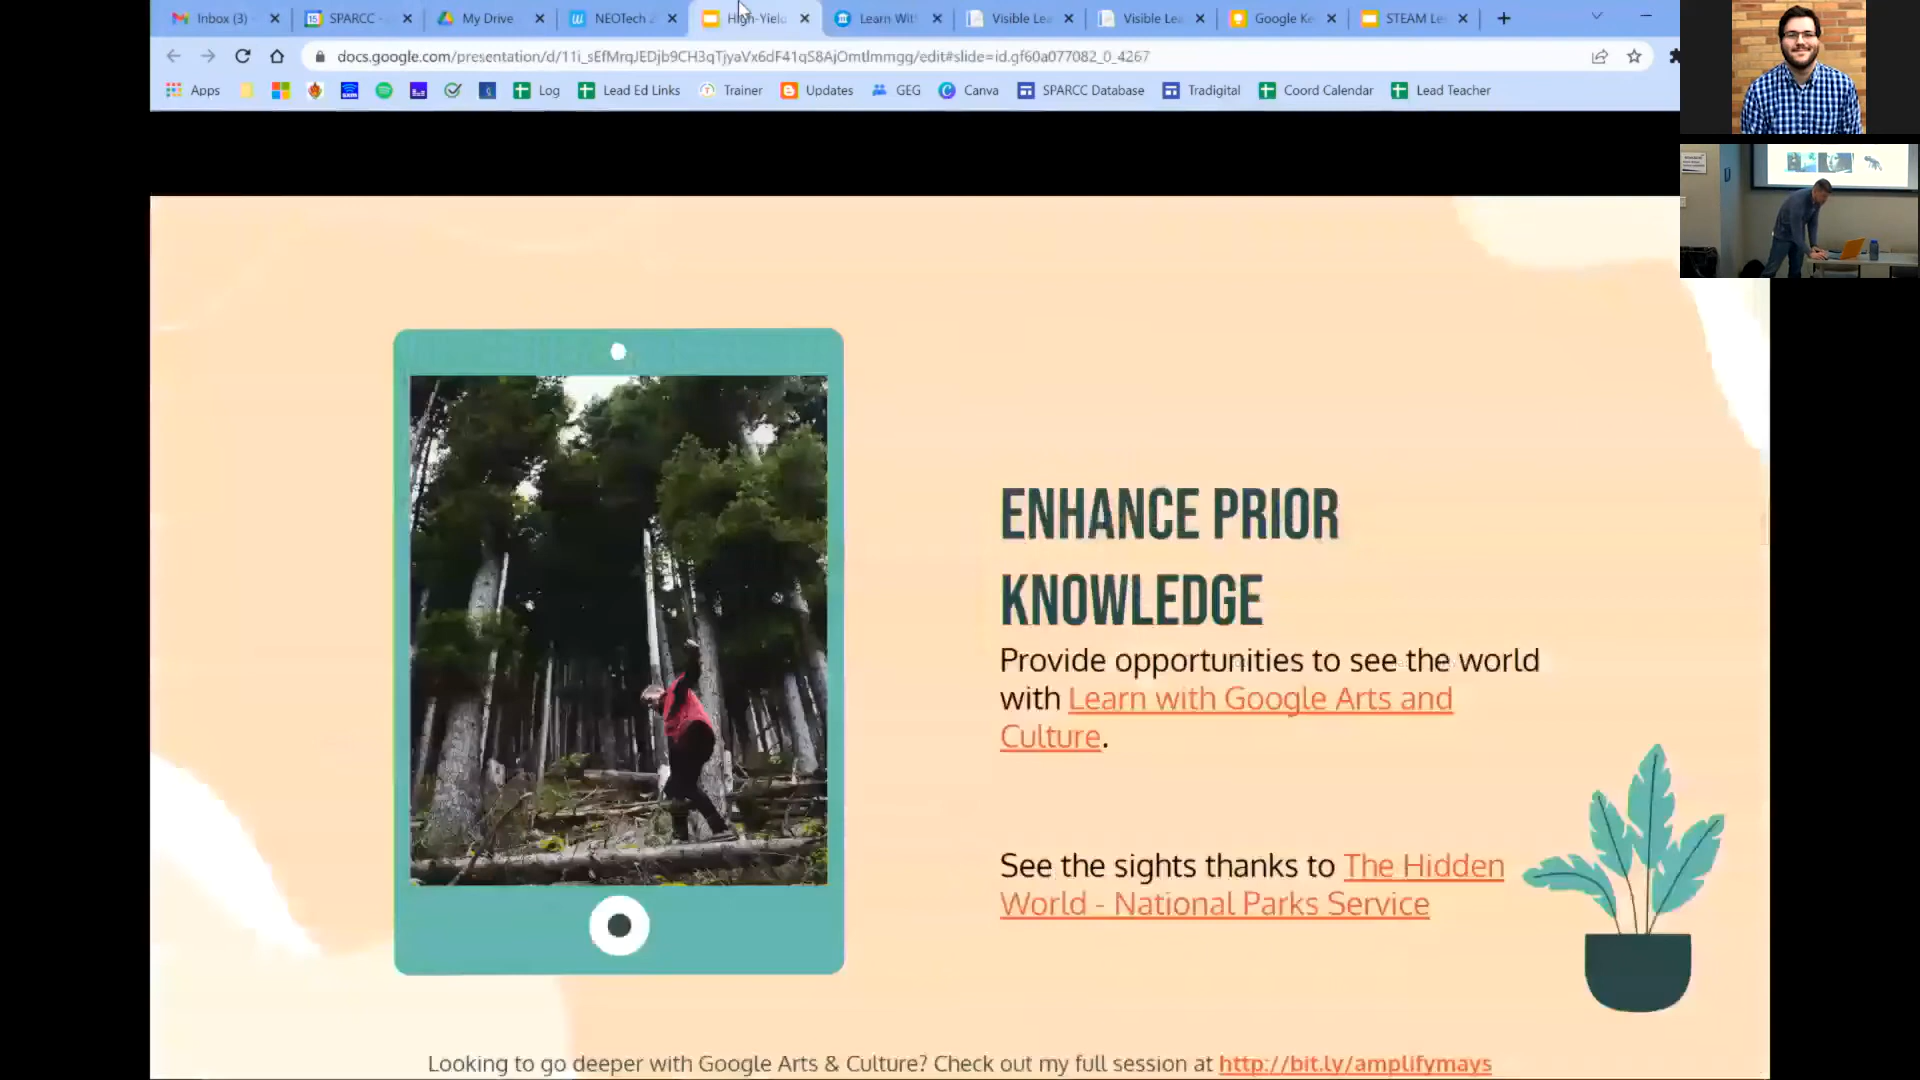 Inbox (3)
SPARCC -
My Drive
NEOTech 2
High-Yield
Learn With
Visible Lea
Visible Lea
Google Ke
STEAM Le
docs.google.com/presentation/d/11i_sEfMrqJEDjb9CH3qTjyaVx6dF41qS8AjOmtlmmgg/edit#slide=id.gf60a077082_0_4267
Apps
Log
Lead Ed Links
Trainer
Updates
GEG
Canva
SPARCC Database
Tradigital
Coord Calendar
Lead Teacher
ENHANCE PRIOR
KNOWLEDGE
Provide opportunities to see the world
with Learn with Google Arts and
Culture.
See the sights thanks to The Hidden
World - National Parks Service
Looking to go deeper with Google Arts & Culture? Check out my full session at http://bit.ly/amplifymays